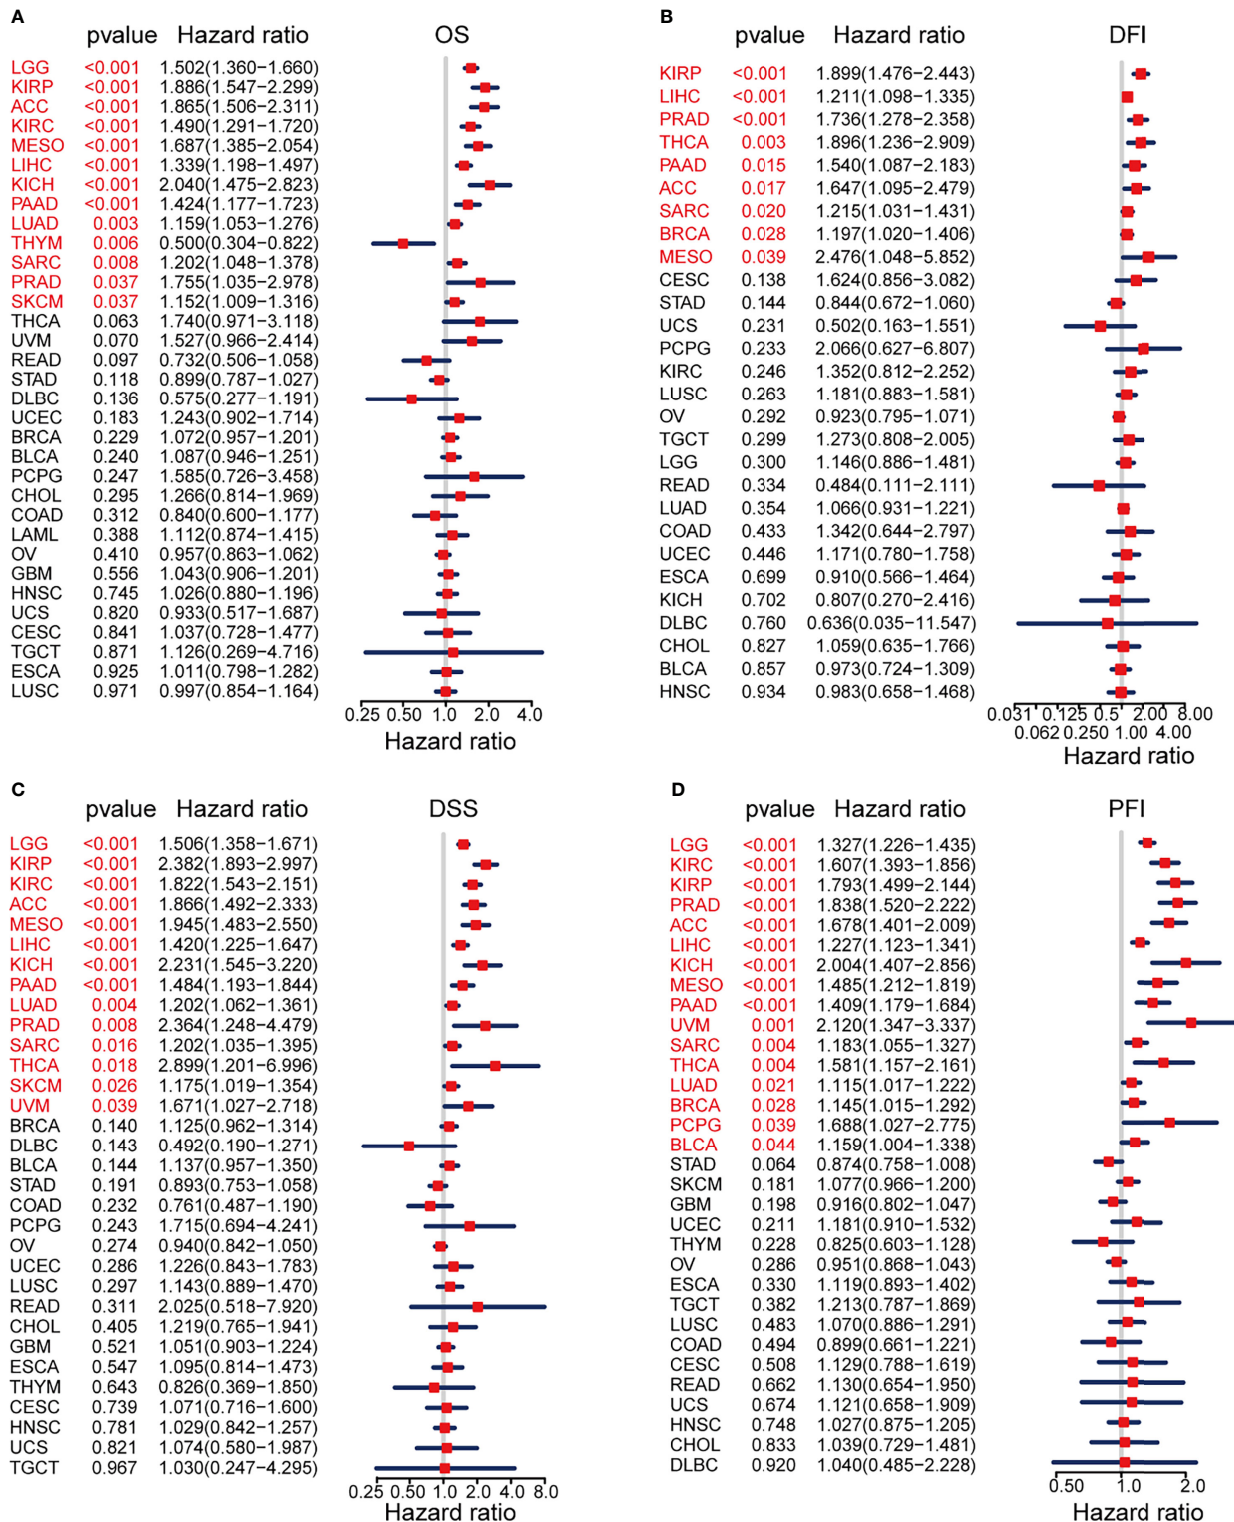 A
pvalue Hazard ratio OS
LGG <0.001 1.502(1.360−1.660)
KIRP <0.001 1.886(1.547−2.299)
ACC <0.001 1.865(1.506−2.311)
KIRC <0.001 1.490(1.291−1.720)
MESO <0.001 1.687(1.385−2.054)
LIHC <0.001 1.339(1.198−1.497)
KICH <0.001 2.040(1.475−2.823)
PAAD <0.001 1.424(1.177−1.723)
LUAD 0.003 1.159(1.053−1.276)
THYM 0.006 0.500(0.304−0.822)
SARC 0.008 1.202(1.048−1.378)
PRAD 0.037 1.755(1.035−2.978)
SKCM 0.037 1.152(1.009−1.316)
THCA 0.063 1.740(0.971−3.118)
UVM 0.070 1.527(0.966−2.414)
READ 0.097 0.732(0.506−1.058)
STAD 0.118 0.899(0.787−1.027)
DLBC 0.136 0.575(0.277−1.191)
UCEC 0.183 1.243(0.902−1.714)
BRCA 0.229 1.072(0.957−1.201)
BLCA 0.240 1.087(0.946−1.251)
PCPG 0.247 1.585(0.726−3.458)
CHOL 0.295 1.266(0.814−1.969)
COAD 0.312 0.840(0.600−1.177)
LAML 0.388 1.112(0.874−1.415)
OV 0.410 0.957(0.863−1.062)
GBM 0.556 1.043(0.906−1.201)
HNSC 0.745 1.026(0.880−1.196)
UCS 0.820 0.933(0.517−1.687)
CESC 0.841 1.037(0.728−1.477)
TGCT 0.871 1.126(0.269−4.716)
ESCA 0.925 1.011(0.798−1.282)
LUSC 0.971 0.997(0.854−1.164)
0.25 0.50 1.0 2.0 4.0
Hazard ratio
B
pvalue Hazard ratio DFI
KIRP <0.001 1.899(1.476−2.443)
LIHC <0.001 1.211(1.098−1.335)
PRAD <0.001 1.736(1.278−2.358)
THCA 0.003 1.896(1.236−2.909)
PAAD 0.015 1.540(1.087−2.183)
ACC 0.017 1.647(1.095−2.479)
SARC 0.020 1.215(1.031−1.431)
BRCA 0.028 1.197(1.020−1.406)
MESO 0.039 2.476(1.048−5.852)
CESC 0.138 1.624(0.856−3.082)
STAD 0.144 0.844(0.672−1.060)
UCS 0.231 0.502(0.163−1.551)
PCPG 0.233 2.066(0.627−6.807)
KIRC 0.246 1.352(0.812−2.252)
LUSC 0.263 1.181(0.883−1.581)
OV 0.292 0.923(0.795−1.071)
TGCT 0.299 1.273(0.808−2.005)
LGG 0.300 1.146(0.886−1.481)
READ 0.334 0.484(0.111−2.111)
LUAD 0.354 1.066(0.931−1.221)
COAD 0.433 1.342(0.644−2.797)
UCEC 0.446 1.171(0.780−1.758)
ESCA 0.699 0.910(0.566−1.464)
KICH 0.702 0.807(0.270−2.416)
DLBC 0.760 0.636(0.035−11.547)
CHOL 0.827 1.059(0.635−1.766)
BLCA 0.857 0.973(0.724−1.309)
HNSC 0.934 0.983(0.658−1.468)
0.031 0.125 0.5 2.00 8.00
0.062 0.250 1.00 4.00
Hazard ratio
C
pvalue Hazard ratio DSS
LGG <0.001 1.506(1.358−1.671)
KIRP <0.001 2.382(1.893−2.997)
KIRC <0.001 1.822(1.543−2.151)
ACC <0.001 1.866(1.492−2.333)
MESO <0.001 1.945(1.483−2.550)
LIHC <0.001 1.420(1.225−1.647)
KICH <0.001 2.231(1.545−3.220)
PAAD <0.001 1.484(1.193−1.844)
LUAD 0.004 1.202(1.062−1.361)
PRAD 0.008 2.364(1.248−4.479)
SARC 0.016 1.202(1.035−1.395)
THCA 0.018 2.899(1.201−6.996)
SKCM 0.026 1.175(1.019−1.354)
UVM 0.039 1.671(1.027−2.718)
BRCA 0.140 1.125(0.962−1.314)
DLBC 0.143 0.492(0.190−1.271)
BLCA 0.144 1.137(0.957−1.350)
STAD 0.191 0.893(0.753−1.058)
COAD 0.232 0.761(0.487−1.190)
PCPG 0.243 1.715(0.694−4.241)
OV 0.274 0.940(0.842−1.050)
UCEC 0.286 1.226(0.843−1.783)
LUSC 0.297 1.143(0.889−1.470)
READ 0.311 2.025(0.518−7.920)
CHOL 0.405 1.219(0.765−1.941)
GBM 0.521 1.051(0.903−1.224)
ESCA 0.547 1.095(0.814−1.473)
THYM 0.643 0.826(0.369−1.850)
CESC 0.739 1.071(0.716−1.600)
HNSC 0.781 1.029(0.842−1.257)
UCS 0.821 1.074(0.580−1.987)
TGCT 0.967 1.030(0.247−4.295)
0.25 0.50 1.0 2.0 4.0 8.0
Hazard ratio
D
pvalue Hazard ratio PFI
LGG <0.001 1.327(1.226−1.435)
KIRC <0.001 1.607(1.393−1.856)
KIRP <0.001 1.793(1.499−2.144)
PRAD <0.001 1.838(1.520−2.222)
ACC <0.001 1.678(1.401−2.009)
LIHC <0.001 1.227(1.123−1.341)
KICH <0.001 2.004(1.407−2.856)
MESO <0.001 1.485(1.212−1.819)
PAAD <0.001 1.409(1.179−1.684)
UVM 0.001 2.120(1.347−3.337)
SARC 0.004 1.183(1.055−1.327)
THCA 0.004 1.581(1.157−2.161)
LUAD 0.021 1.115(1.017−1.222)
BRCA 0.028 1.145(1.015−1.292)
PCPG 0.039 1.688(1.027−2.775)
BLCA 0.044 1.159(1.004−1.338)
STAD 0.064 0.874(0.758−1.008)
SKCM 0.181 1.077(0.966−1.200)
GBM 0.198 0.916(0.802−1.047)
UCEC 0.211 1.181(0.910−1.532)
THYM 0.228 0.825(0.603−1.128)
OV 0.286 0.951(0.868−1.043)
ESCA 0.330 1.119(0.893−1.402)
TGCT 0.382 1.213(0.787−1.869)
LUSC 0.483 1.070(0.886−1.291)
COAD 0.494 0.899(0.661−1.221)
CESC 0.508 1.129(0.788−1.619)
READ 0.662 1.130(0.654−1.950)
UCS 0.674 1.121(0.658−1.909)
HNSC 0.748 1.027(0.875−1.205)
CHOL 0.833 1.039(0.729−1.481)
DLBC 0.920 1.040(0.485−2.228)
0.50 1.0 2.0
Hazard ratio